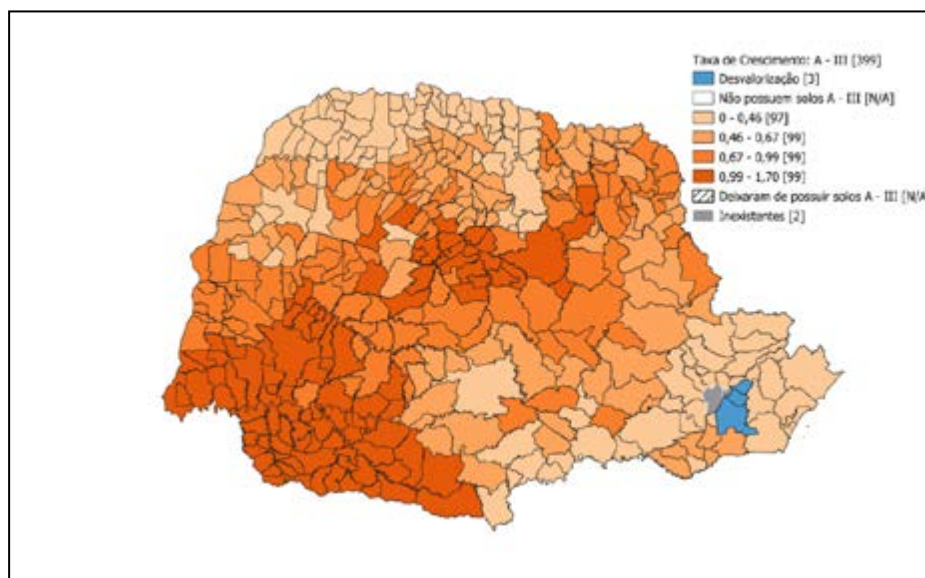 Taxa de Crescimento: A - III [399]
Desvalorização [3]
Não possuem solos A - III [N/A]
0 - 0,46 [97]
0,46 - 0,67 [99]
0,67 - 0,99 [99]
0,99 - 1,70 [99]
Deixaram de possuir solos A - III [N/A
Inexistentes [2]